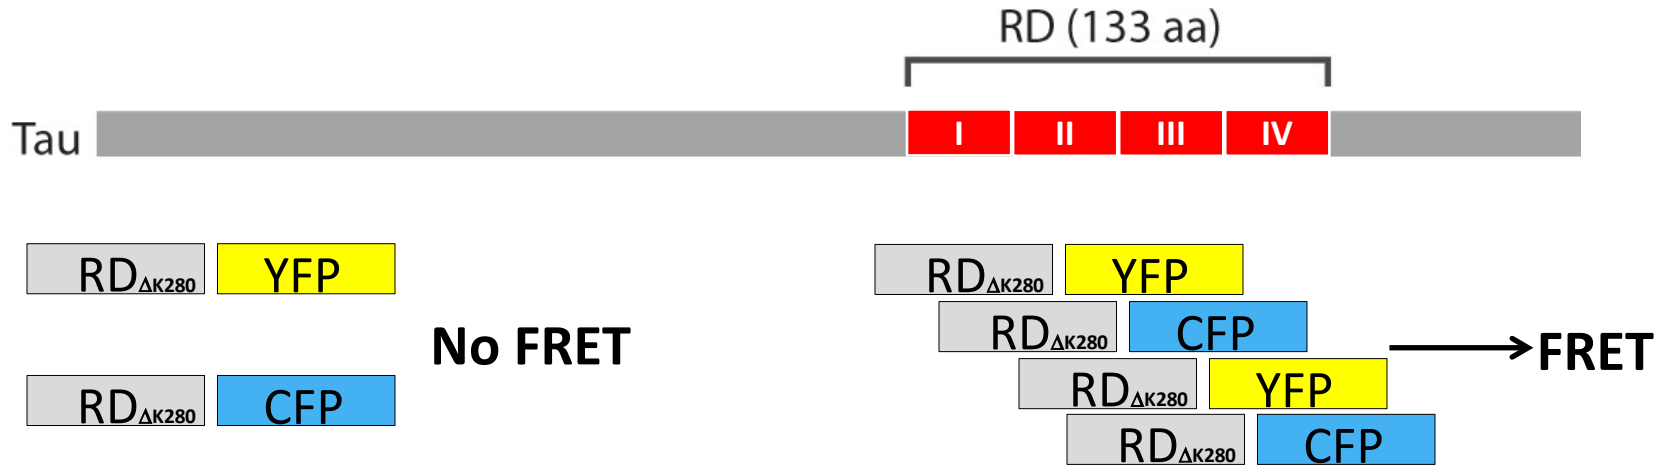 RD (133 aa)
Tau
I II III IV
RDΔK280 YFP
No FRET
RDΔK280 CFP
RDΔK280 YFP
RDΔK280 CFP
FRET
RDΔK280 YFP
RDΔK280 CFP